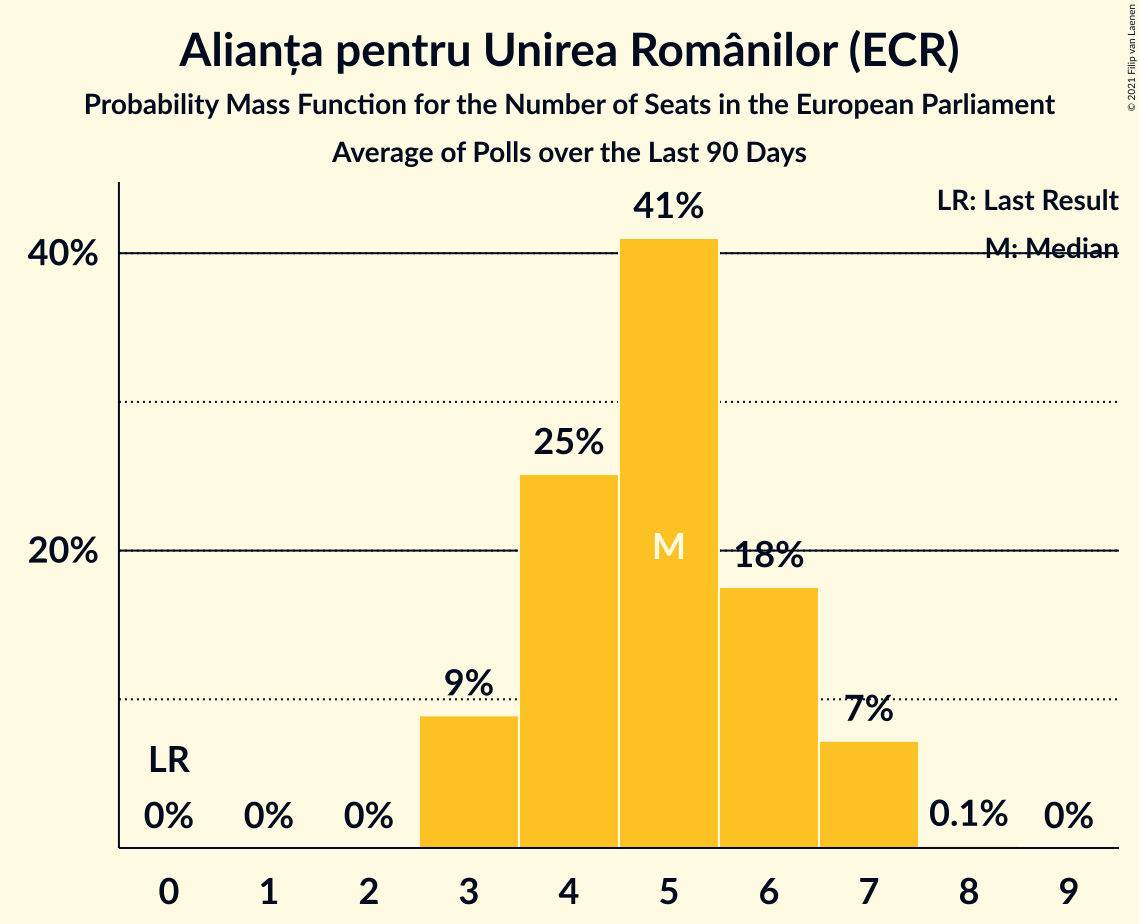 Alianța pentru Unirea Românilor (ECR)
Probability Mass Function for the Number of Seats in the European Parliament
Average of Polls over the Last 90 Days
© 2021 Filip van Laenen
LR: Last Result
M: Median
40%
20%
LR
0%
0%
0%
9%
25%
41%
M
18%
7%
0.1%
0%
0 1 2 3 4 5 6 7 8 9